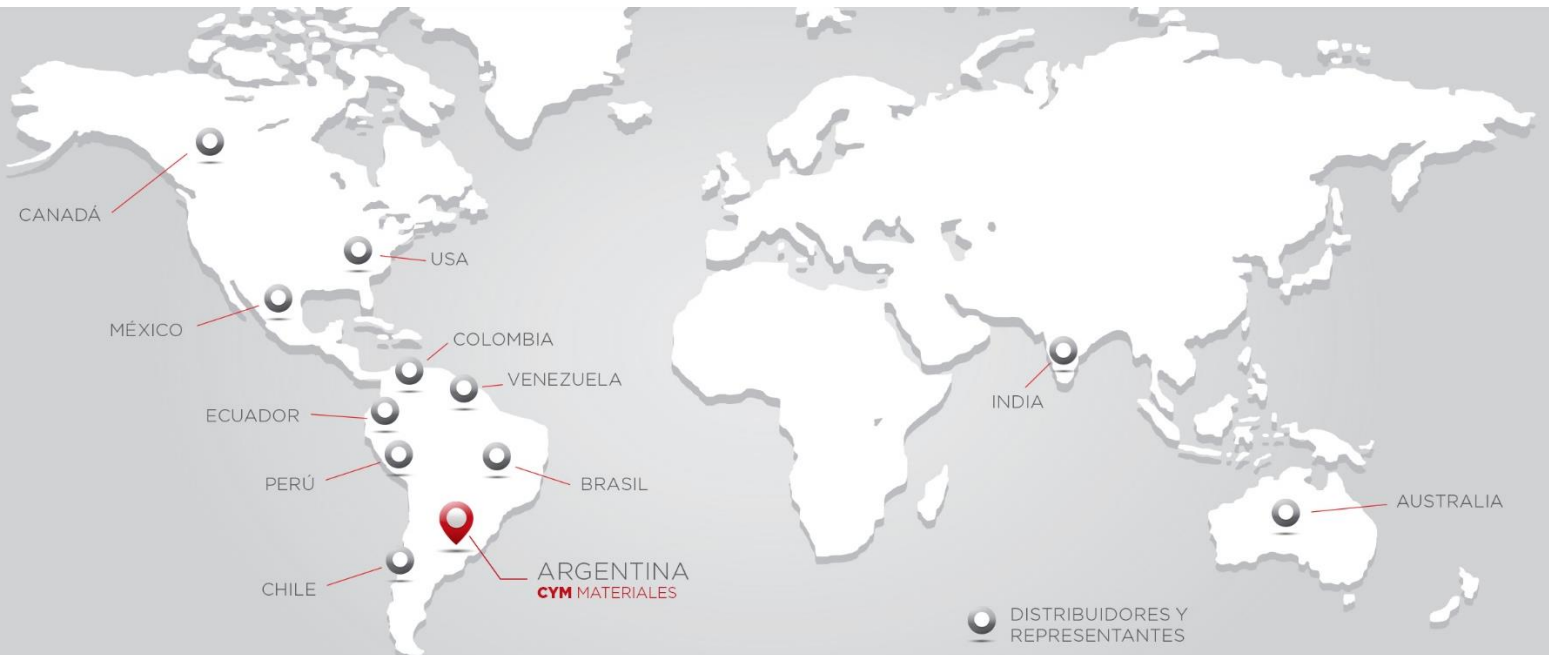 CANADÁ
USA
MÉXICO
COLOMBIA
VENEZUELA
ECUADOR
INDIA
PERÚ
BRASIL
AUSTRALIA
ARGENTINA
CYM MATERIALES
CHILE
DISTRIBUIDORES Y
REPRESENTANTES